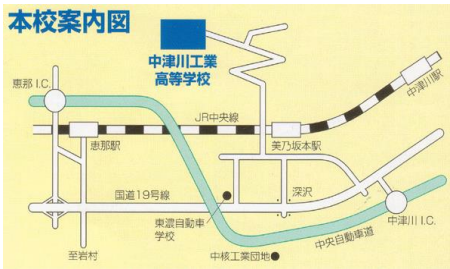 本校案内図
中津川工業
高等学校
恵那 I.C.
中津川駅
JR中央線
恵那駅
美乃坂本駅
国道19号線
深沢
東濃自動車
学校
中津川 I.C.
中央自動車道
至岩村
中核工業団地